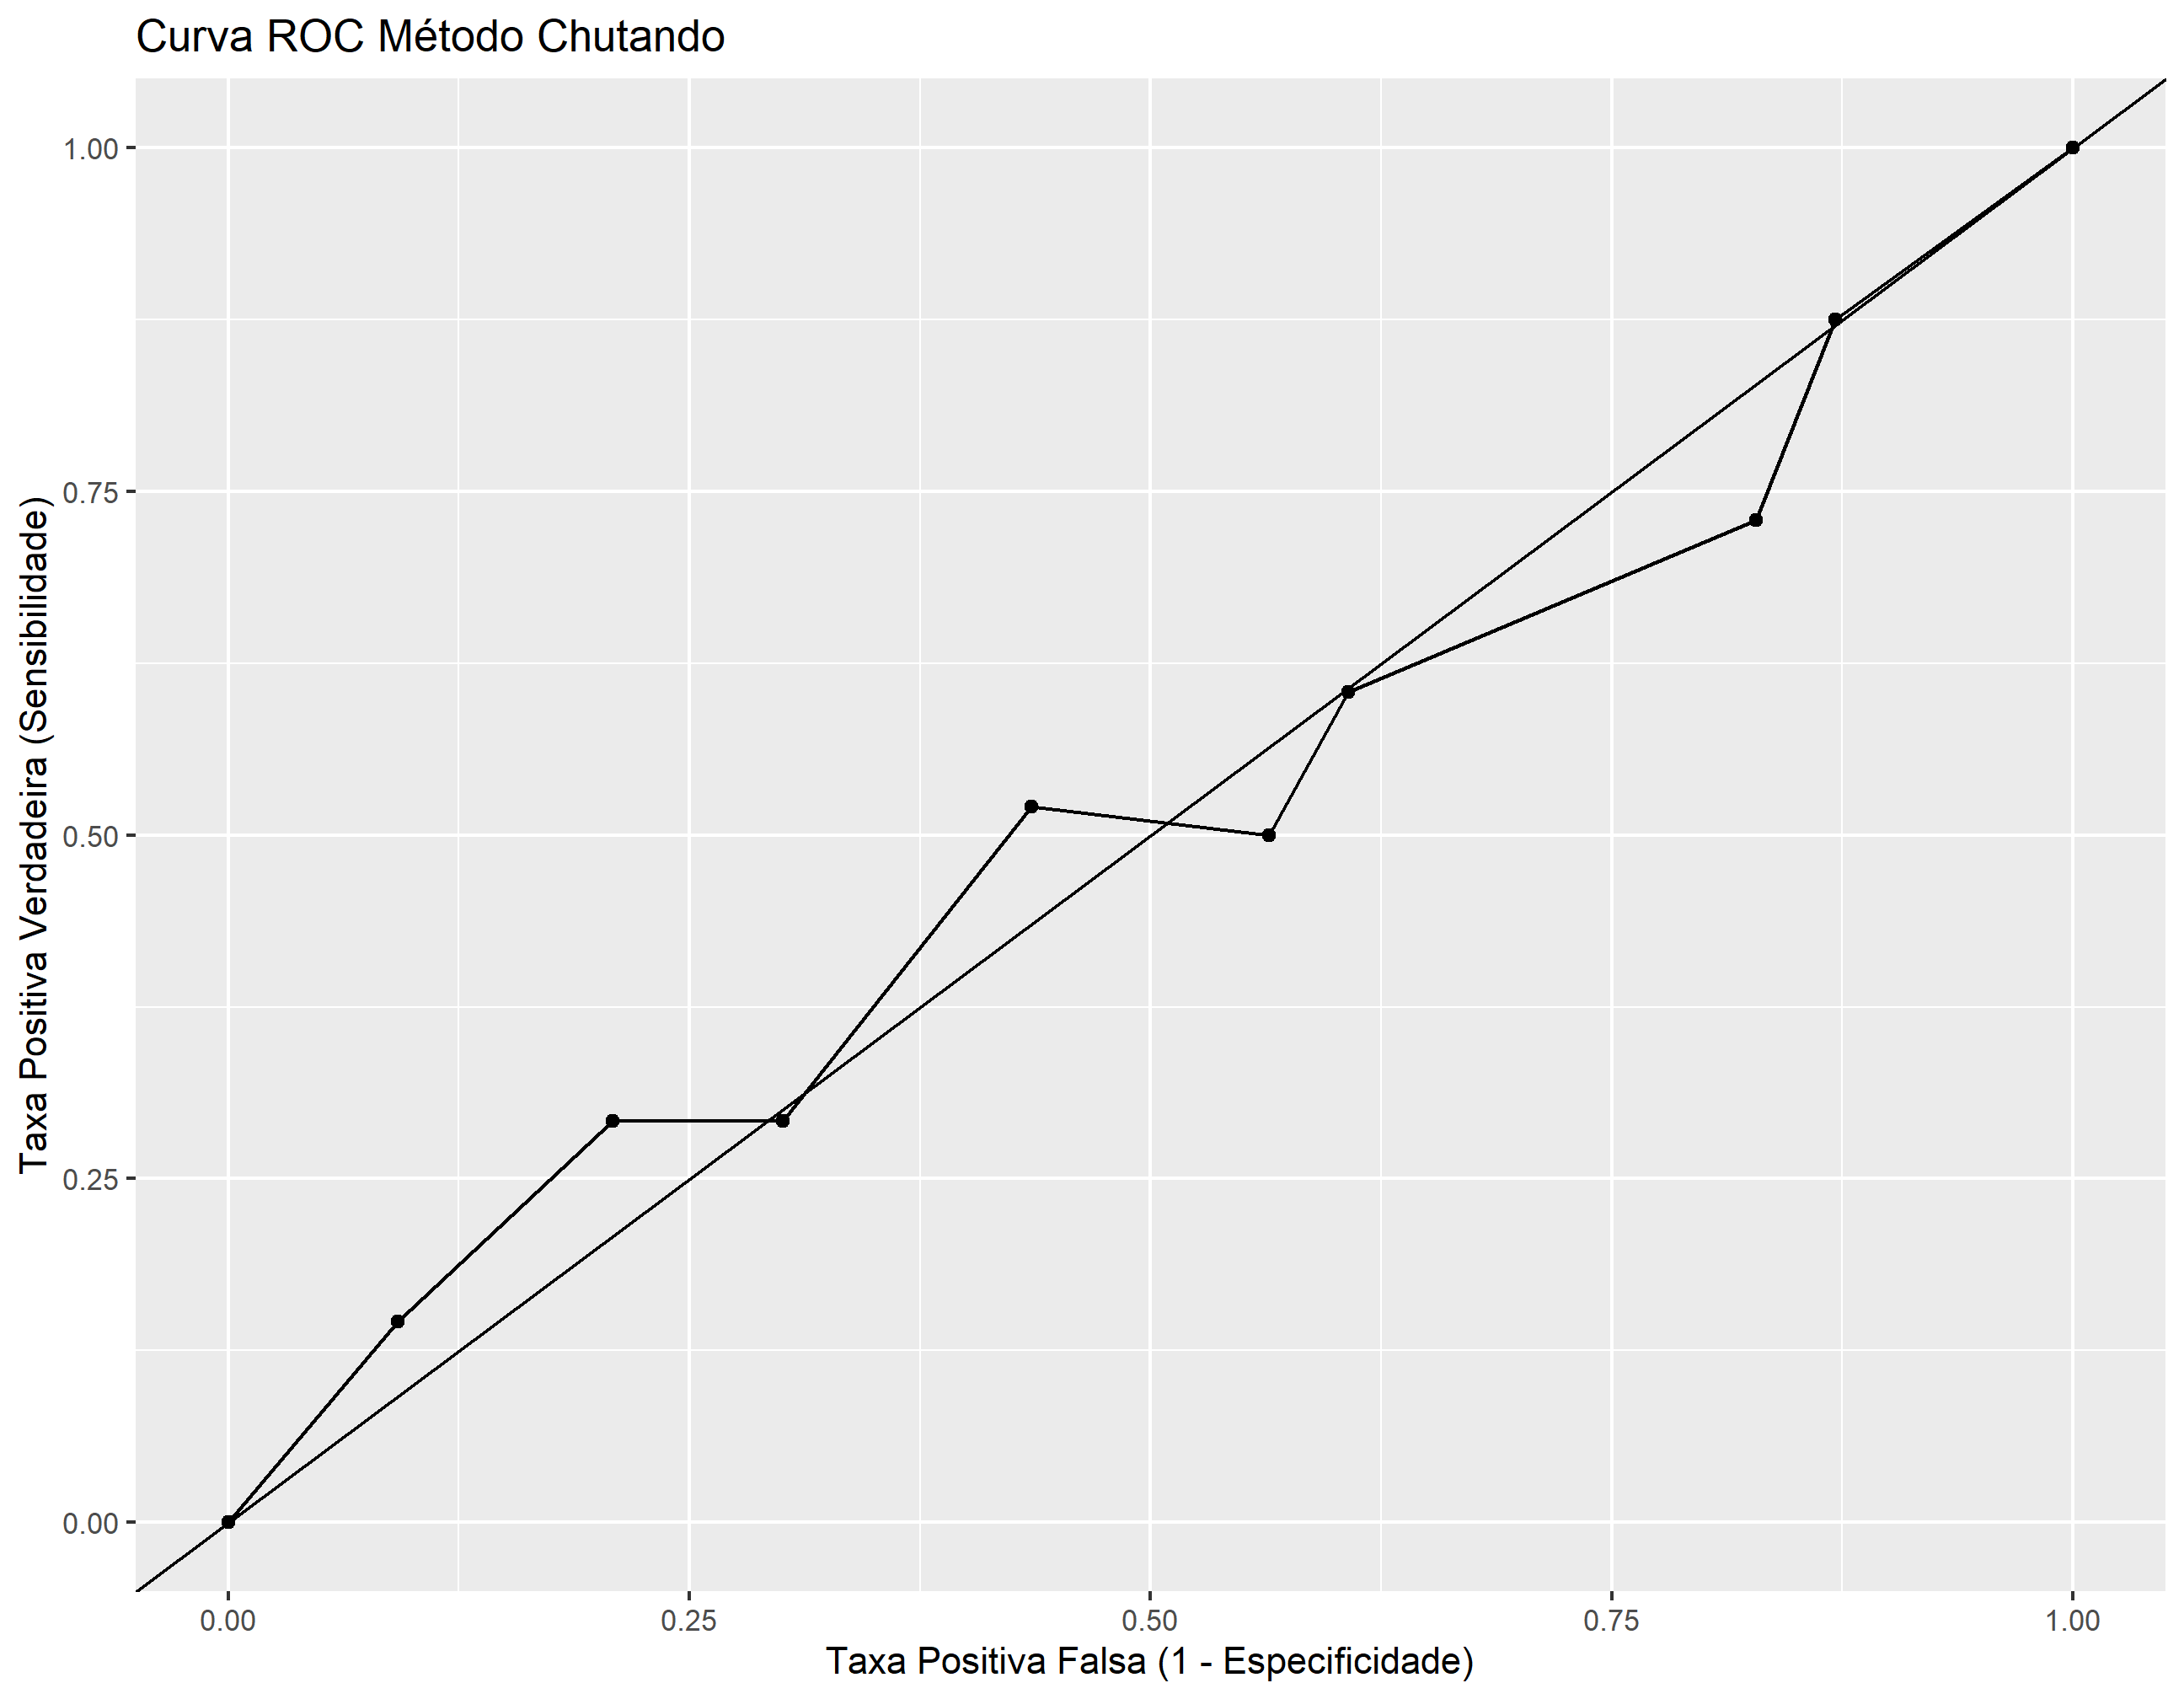 Curva ROC Método Chutando
1.00
0.75
0.50
0.25
0.00
Taxa Positiva Verdadeira (Sensibilidade)
0.00 0.25 0.50 0.75 1.00
Taxa Positiva Falsa (1 - Especificidade)